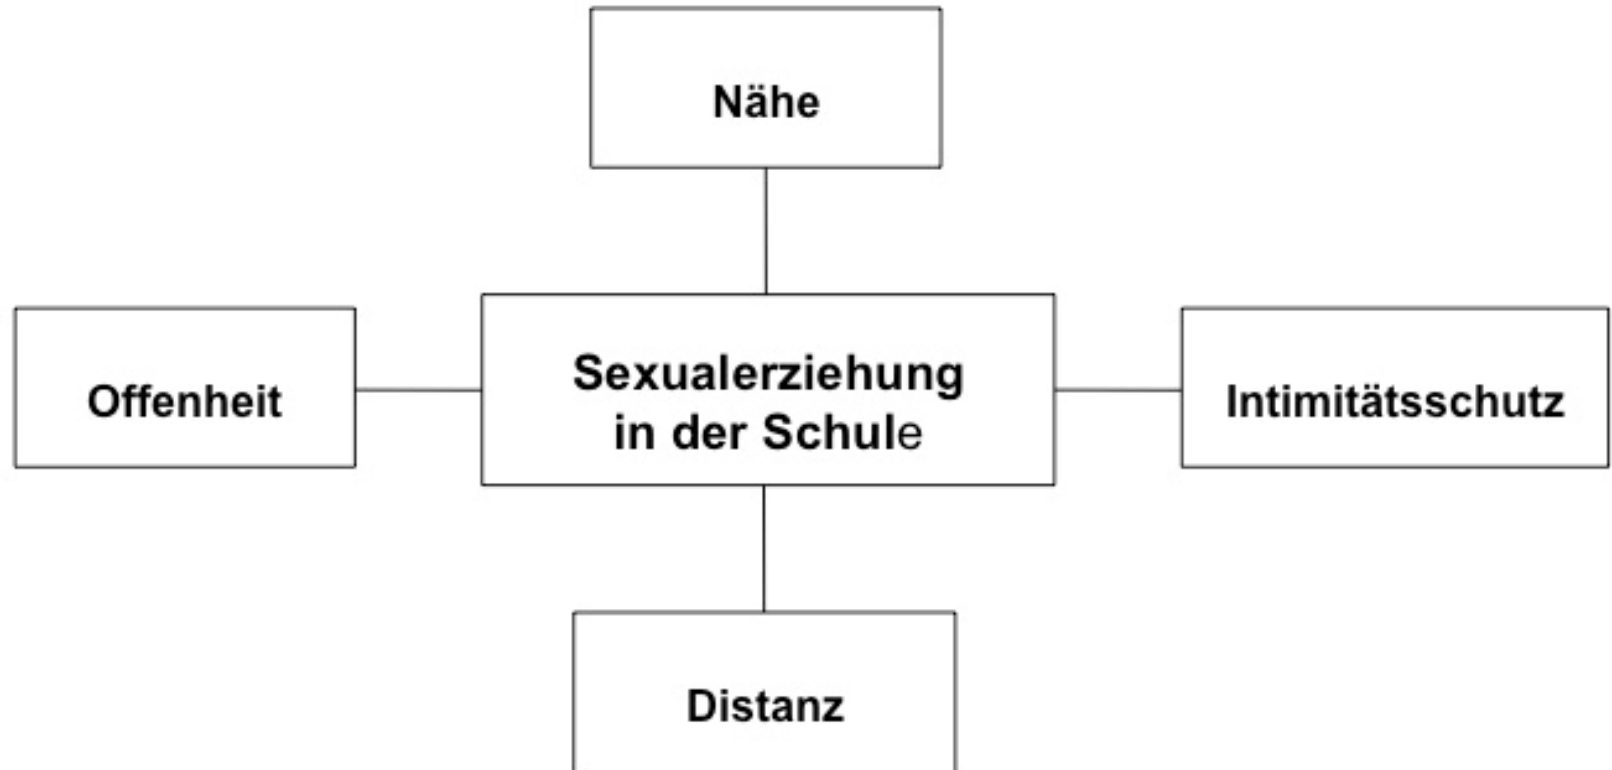 Nähe
Offenheit
Sexualerziehung
in der Schule
Intimitätsschutz
Distanz